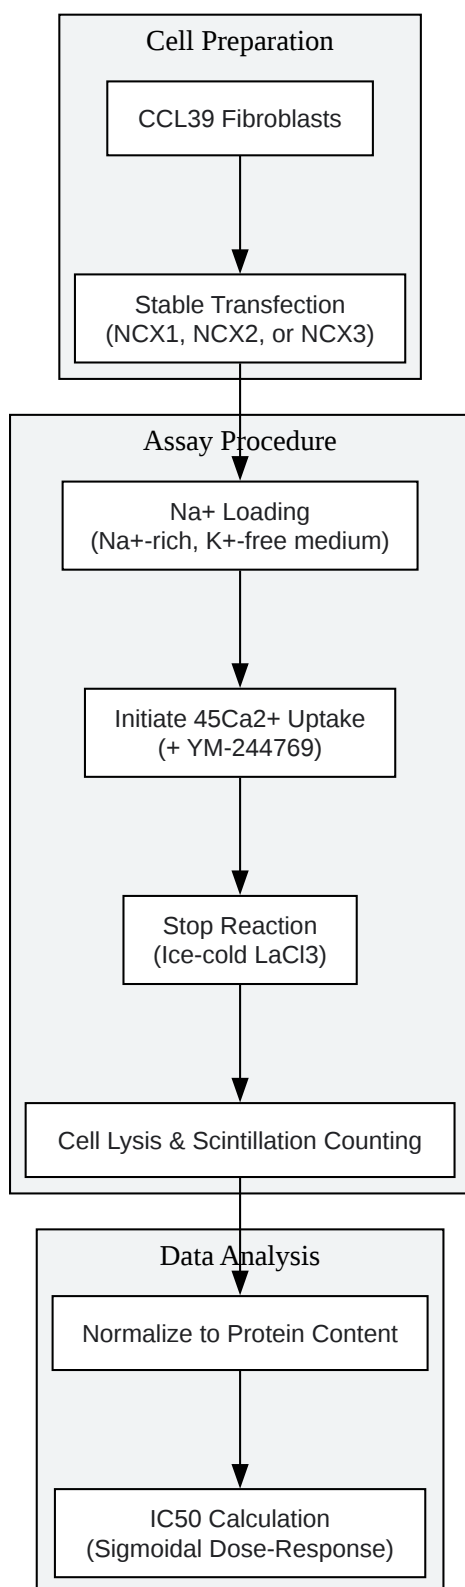 Cell Preparation
CCL39 Fibroblasts
Stable Transfection
(NCX1, NCX2, or NCX3)
Assay Procedure
Na+ Loading
(Na+-rich, K+-free medium)
Initiate 45Ca2+ Uptake
(+ YM-244769)
Stop Reaction
(Ice-cold LaCl3)
Cell Lysis & Scintillation Counting
Data Analysis
Normalize to Protein Content
IC50 Calculation
(Sigmoidal Dose-Response)